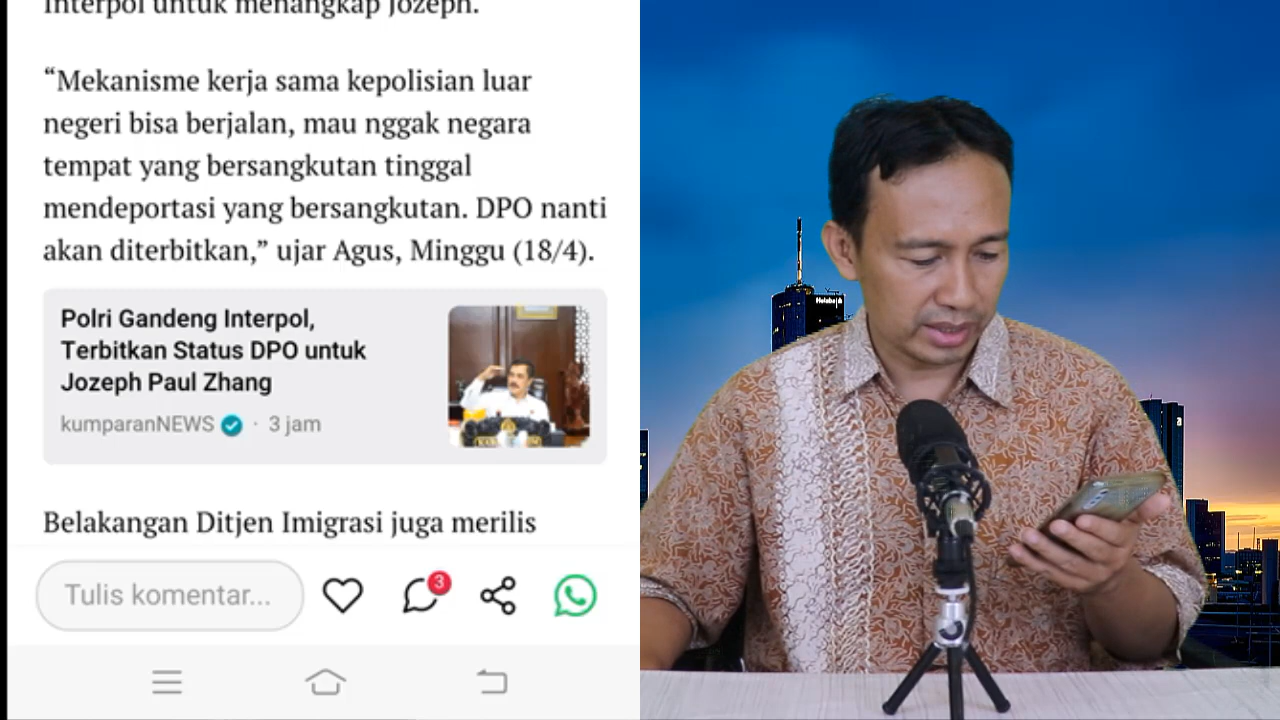 Interpol untuk menangkap Jozeph.
“Mekanisme kerja sama kepolisian luar
negeri bisa berjalan, mau nggak negara
tempat yang bersangkutan tinggal
mendeportasi yang bersangkutan. DPO nanti
akan diterbitkan,” ujar Agus, Minggu (18/4).
Polri Gandeng Interpol,
Terbitkan Status DPO untuk
Jozeph Paul Zhang
kumparanNEWS · 3 jam
Belakangan Ditjen Imigrasi juga merilis
Tulis komentar...
3
Helaba